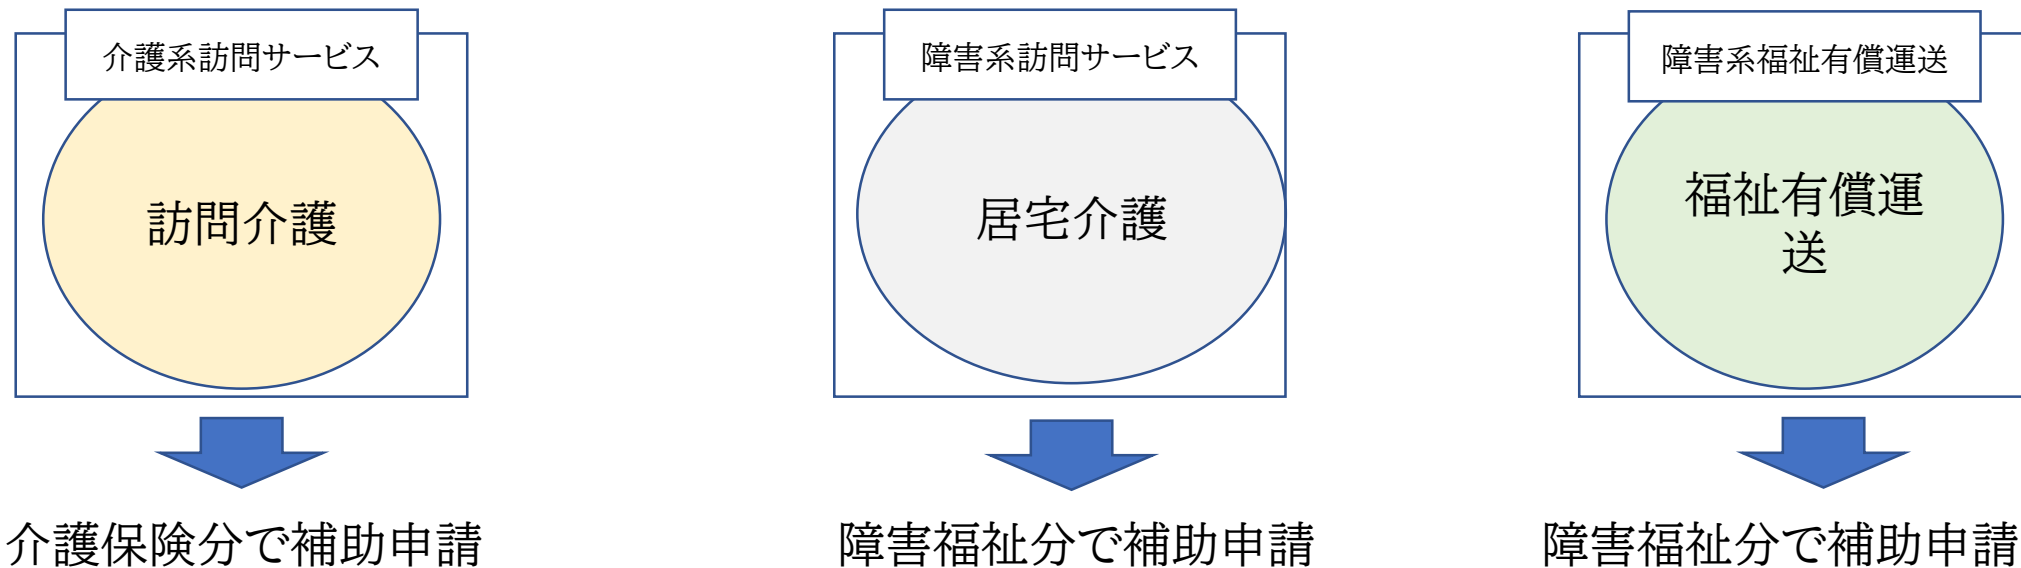 介護系訪問サービス
訪問介護
介護保険分で補助申請
障害系訪問サービス
居宅介護
障害福祉分で補助申請
障害系福祉有償運送
福祉有償運
送
障害福祉分で補助申請